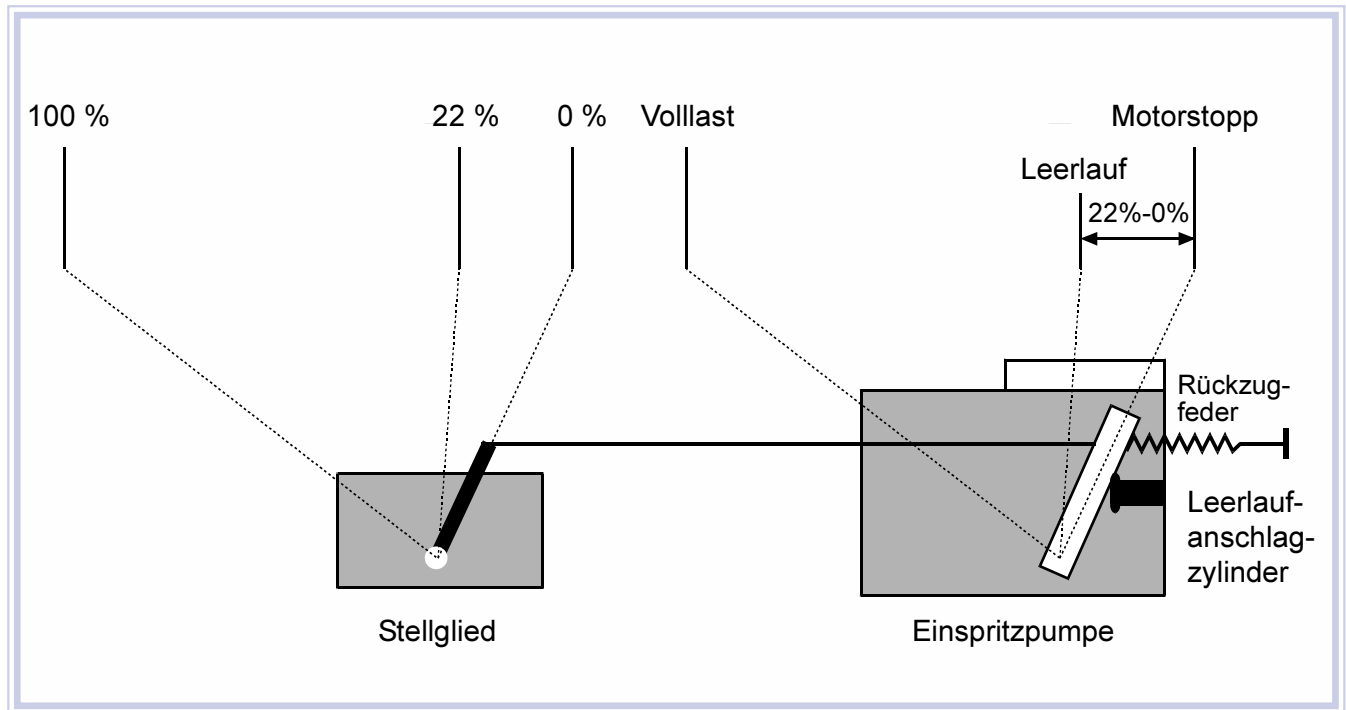 100 %
22 %
0 %
Volllast
Motorstopp
Leerlauf
22%-0%
Rückzug-
feder
Leerlauf-
anschlag-
zylinder
Stellglied
Einspritzpumpe